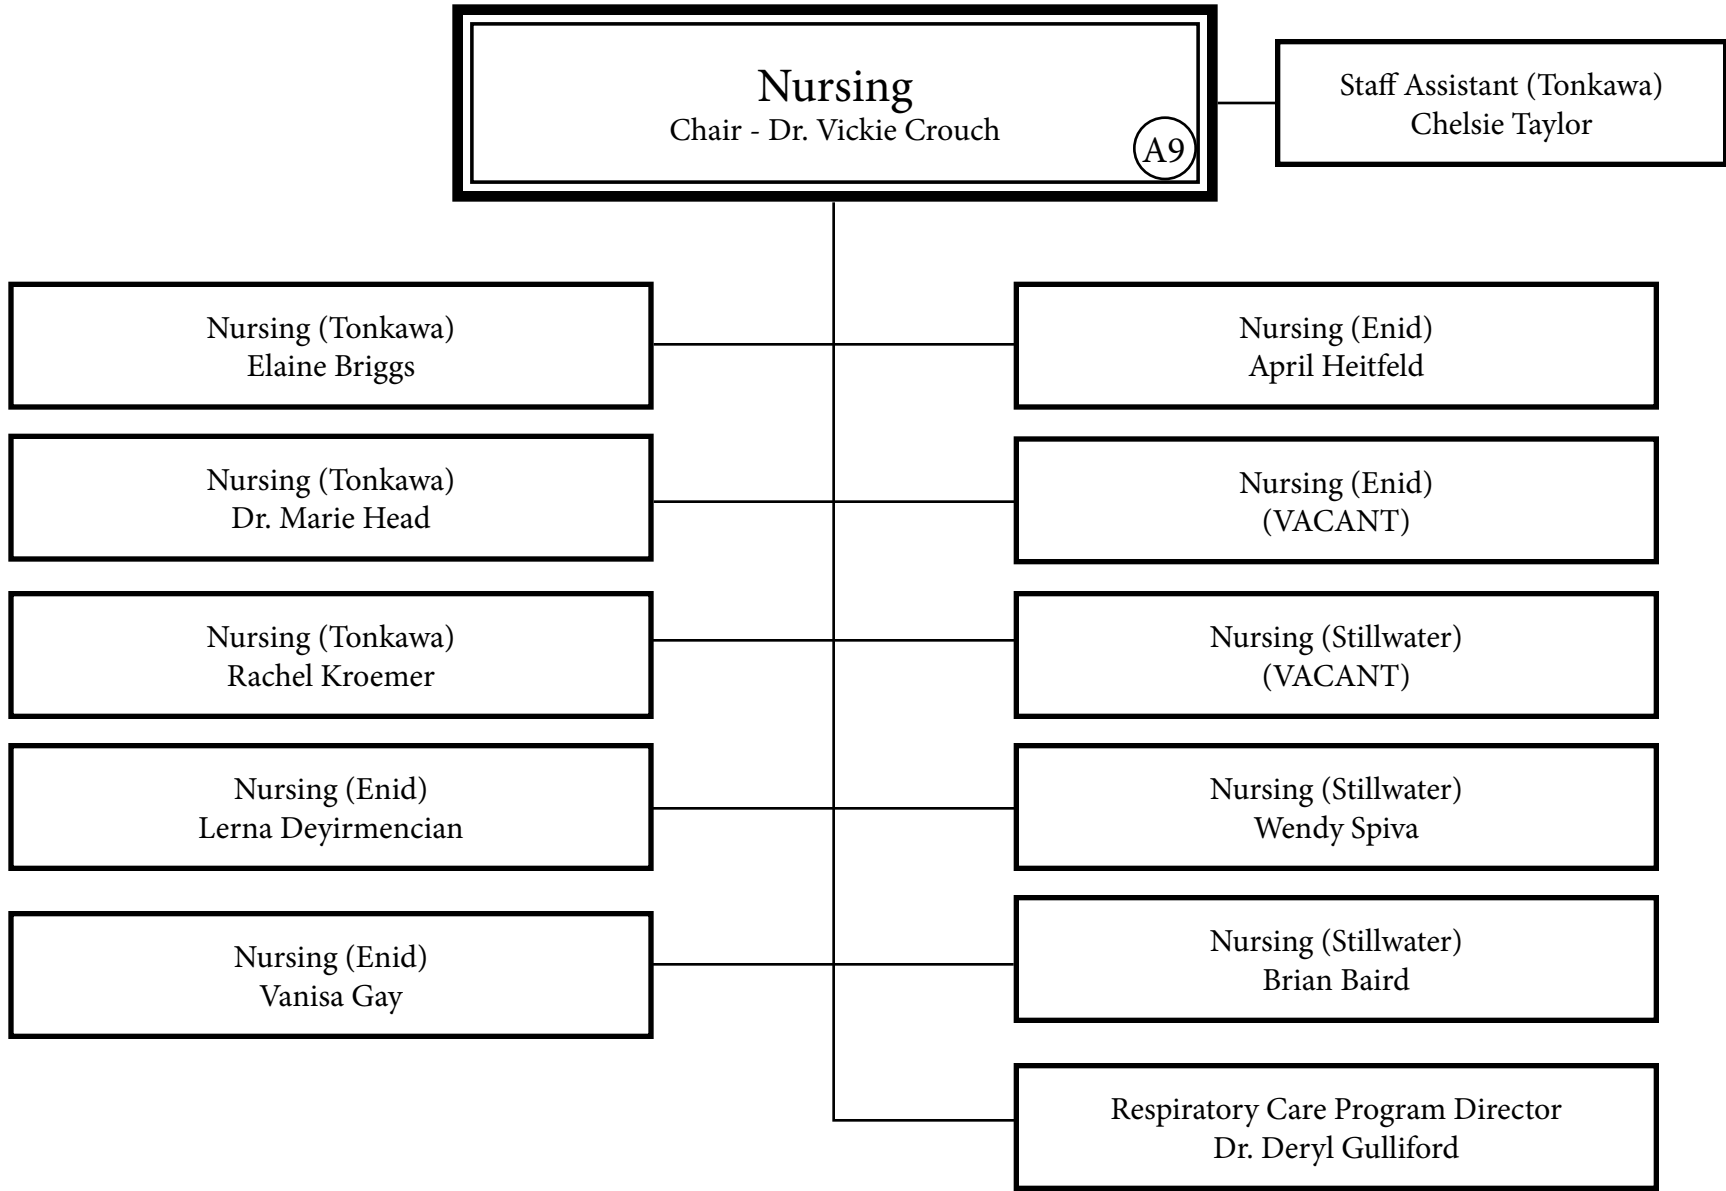 Nursing
Chair - Dr. Vickie Crouch
A9
Staff Assistant (Tonkawa)
Chelsie Taylor
Nursing (Tonkawa)
Elaine Briggs
Nursing (Enid)
April Heitfeld
Nursing (Tonkawa)
Dr. Marie Head
Nursing (Enid)
(VACANT)
Nursing (Tonkawa)
Rachel Kroemer
Nursing (Stillwater)
(VACANT)
Nursing (Enid)
Lerna Deyirmencian
Nursing (Stillwater)
Wendy Spiva
Nursing (Enid)
Vanisa Gay
Nursing (Stillwater)
Brian Baird
Respiratory Care Program Director
Dr. Deryl Gulliford